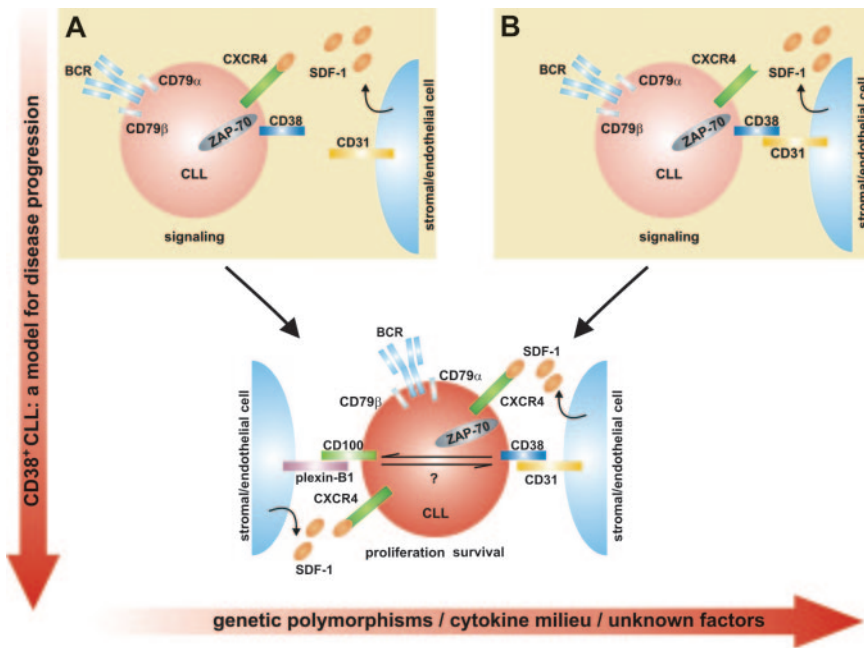 A
CXCR4
SDF-1
BCR
CD79α
CD79β
ZAP-70
CD38
CD31
CLL
signaling
stromal/endothelial cell
B
CXCR4
SDF-1
BCR
CD79α
CD79β
ZAP-70
CD38
CD31
CLL
signaling
stromal/endothelial cell
CD38+ CLL: a model for disease progression
BCR
SDF-1
CD79α
CD79β
CXCR4
ZAP-70
CD100
CD38
plexin-B1
?
CD31
CXCR4
CLL
SDF-1
proliferation survival
stromal/endothelial cell
stromal/endothelial cell
genetic polymorphisms / cytokine milieu / unknown factors